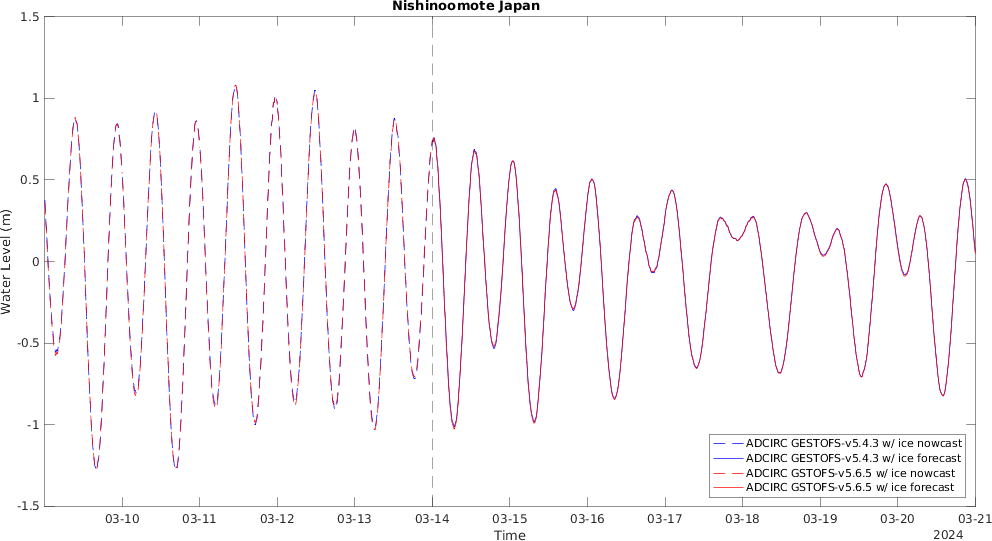 Nishinoomote Japan
1.5
1
0.5
0
-0.5
-1
-1.5
Water Level (m)
03-10 03-11 03-12 03-13 03-14 03-15 03-16 03-17 03-18 03-19 03-20 03-21
Time
2024
ADCIRC GESTOFS-v5.4.3 w/ ice nowcast
ADCIRC GESTOFS-v5.4.3 w/ ice forecast
ADCIRC GSTOFS-v5.6.5 w/ ice nowcast
ADCIRC GSTOFS-v5.6.5 w/ ice forecast